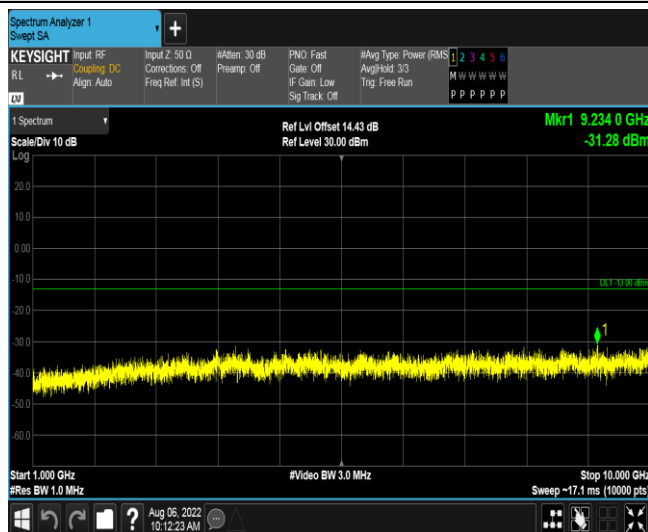 Spectrum Analyzer 1
Swept SA
+
KEYSIGHT
RL
Input: RF
Coupling: DC
Align: Auto
Input Z: 50 Ω
Corrections: Off
Freq Ref: Int (S)
#Atten: 30 dB
Preamp: Off
PNO: Fast
Gate: Off
IF Gain: Low
Sig Track: Off
#Avg Type: Power (RMS
Avg|Hold: 3/3
Trig: Free Run
1 2 3 4 5 6
M W W W W W
P P P P P P
LXI
1 Spectrum
Scale/Div 10 dB
Ref Lvl Offset 14.43 dB
Ref Level 30.00 dBm
Mkr1 9.234 0 GHz
-31.28 dBm
Log
20.0
10.0
0.00
-10.0
DL1 -13.00 dBm
-20.0
-30.0
1
-40.0
-50.0
-60.0
Start 1.000 GHz
#Res BW 1.0 MHz
#Video BW 3.0 MHz
Stop 10.000 GHz
Sweep ~17.1 ms (10000 pts)
?
Aug 06, 2022
10:12:23 AM